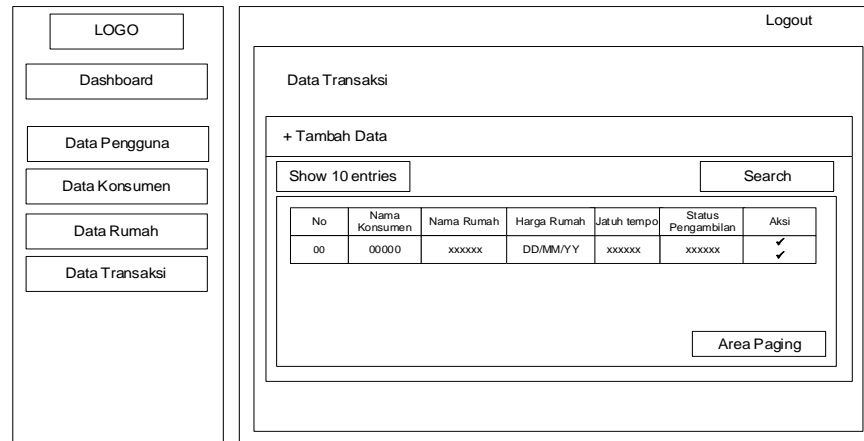 LOGO
Dashboard
Data Pengguna
Data Konsumen
Data Rumah
Data Transaksi
Logout
Data Transaksi
+ Tambah Data
Show 10 entries
Search
No
Nama
Konsumen
Nama Rumah
Harga Rumah
Jatuh tempo
Status
Pengambilan
Aksi
00
00000
xxxxxx
DD/MM/YY
xxxxxx
xxxxxx
✔
✔
Area Paging